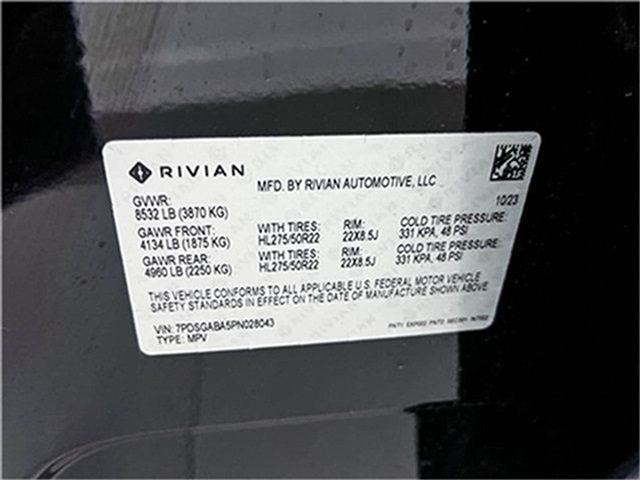 RIVIAN
MFD. BY RIVIAN AUTOMOTIVE, LLC
10/23
GVWR:
8532 LB (3870 KG)
GAWR FRONT: WITH TIRES: RIM: COLD TIRE PRESSURE:
4134 LB (1875 KG) HL275/50R22 22X8.5J 331 KPA, 48 PSI
GAWR REAR WITH TIRES: RIM: COLD TIRE PRESSURE:
4960 LB (2250 KG) HL275/50R22 22X8.5J 331 KPA, 48 PSI
THIS VEHICLE CONFORMS TO ALL APPLICABLE U.S. FEDERAL MOTOR VEHICLE
SAFETY STANDARDS IN EFFECT ON THE DATE OF MANUFACTURE SHOWN ABOVE
VIN: 7PDSGABA5PN028043
TYPE: MPV